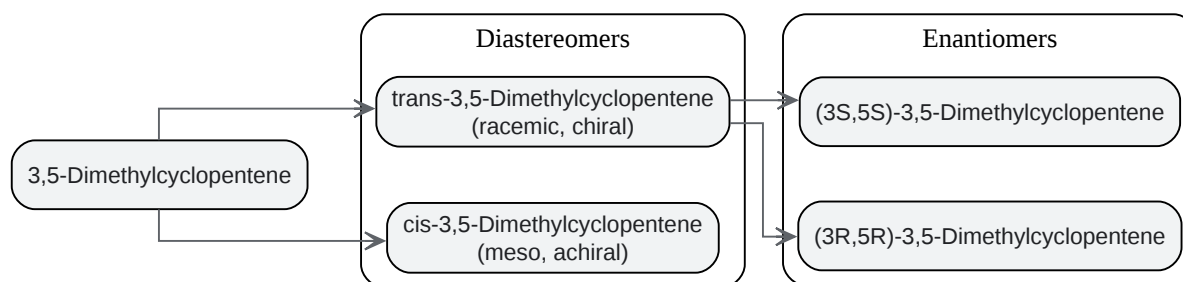 Diastereomers
Enantiomers
trans-3,5-Dimethylcyclopentene
(racemic, chiral)
(3S,5S)-3,5-Dimethylcyclopentene
3,5-Dimethylcyclopentene
cis-3,5-Dimethylcyclopentene
(meso, achiral)
(3R,5R)-3,5-Dimethylcyclopentene